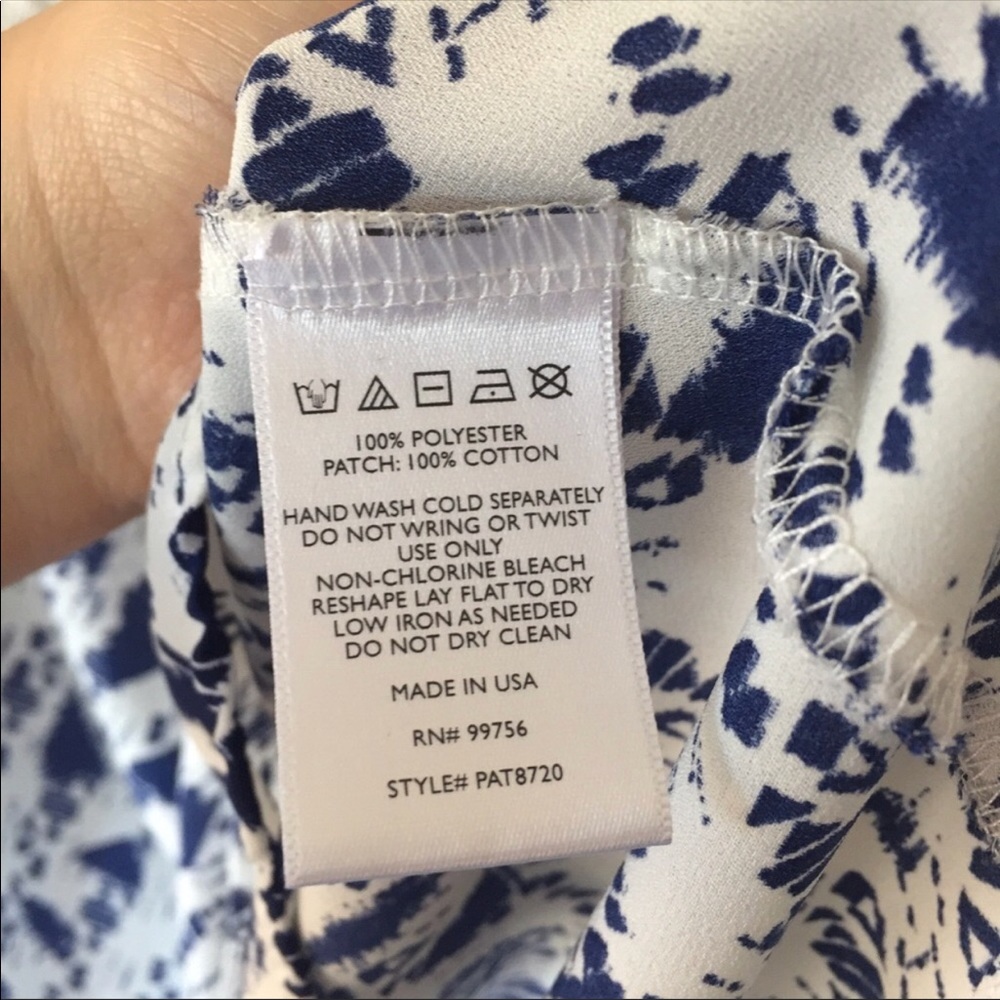 100% POLYESTER
PATCH: 100% COTTON
HAND WASH COLD SEPARATELY
DO NOT WRING OR TWIST
USE ONLY
NON-CHLORINE BLEACH
RESHAPE LAY FLAT TO DRY
LOW IRON AS NEEDED
DO NOT DRY CLEAN
MADE IN USA
RN# 99756
STYLE# PAT8720